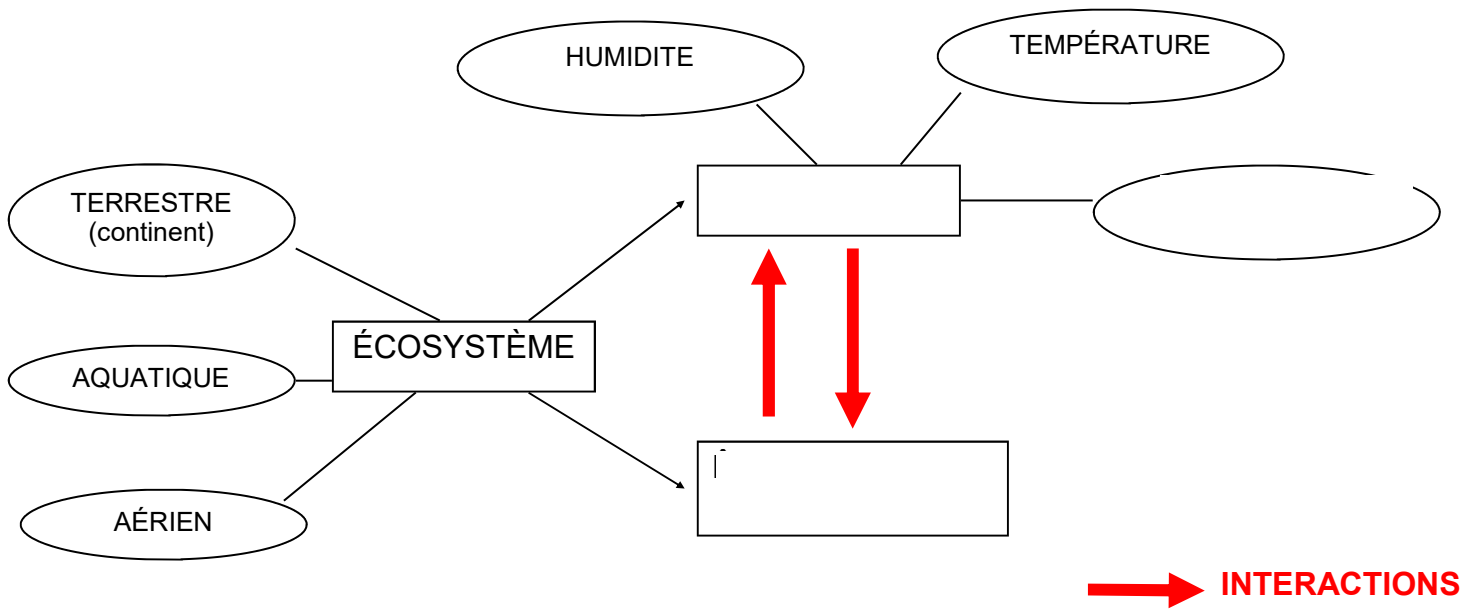 HUMIDITE
TEMPÉRATURE
TERRESTRE
(continent)
ÉCOSYSTÈME
AQUATIQUE
AÉRIEN
INTERACTIONS